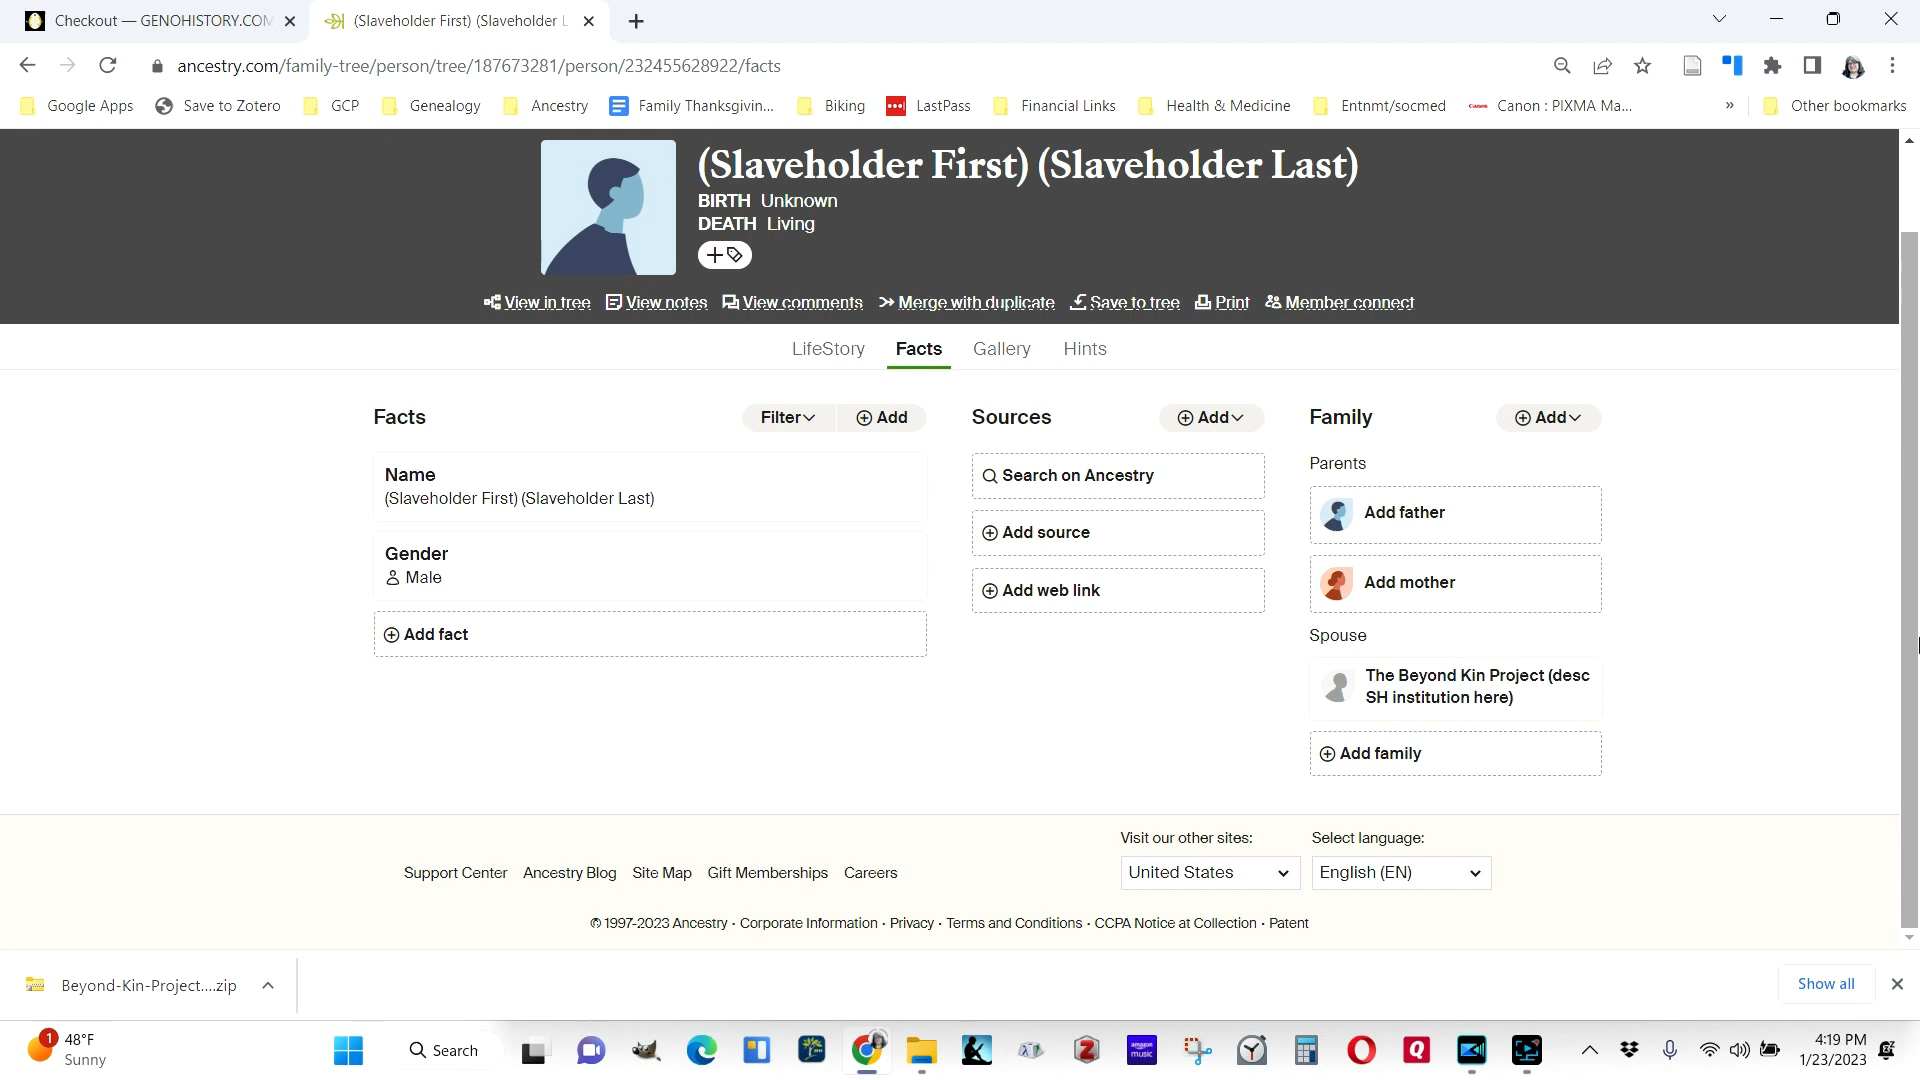 Checkout — GENOHISTORY.COM
(Slaveholder First) (Slaveholder L
ancestry.com/family-tree/person/tree/187673281/person/232455628922/facts
Google Apps
Save to Zotero
GCP
Genealogy
Ancestry
Family Thanksgivin...
Biking
LastPass
Financial Links
Health & Medicine
Entnmt/socmed
Canon : PIXMA Ma...
»
Other bookmarks
(Slaveholder First) (Slaveholder Last)
BIRTH Unknown
DEATH Living
View in tree
View notes
View comments
Merge with duplicate
Save to tree
Print
Member connect
LifeStory
Facts
Gallery
Hints
Facts
Filter
Add
Name
(Slaveholder First) (Slaveholder Last)
Gender
Male
Add fact
Sources
Add
Search on Ancestry
Add source
Add web link
Family
Add
Parents
Add father
Add mother
Spouse
The Beyond Kin Project (desc
SH institution here)
Add family
Visit our other sites:
United States
Select language:
English (EN)
Support Center
Ancestry Blog
Site Map
Gift Memberships
Careers
© 1997-2023 Ancestry · Corporate Information · Privacy · Terms and Conditions · CCPA Notice at Collection · Patent
Beyond-Kin-Project....zip
Show all
1
48°F
Sunny
Search
amazon music
4:19 PM
1/23/2023